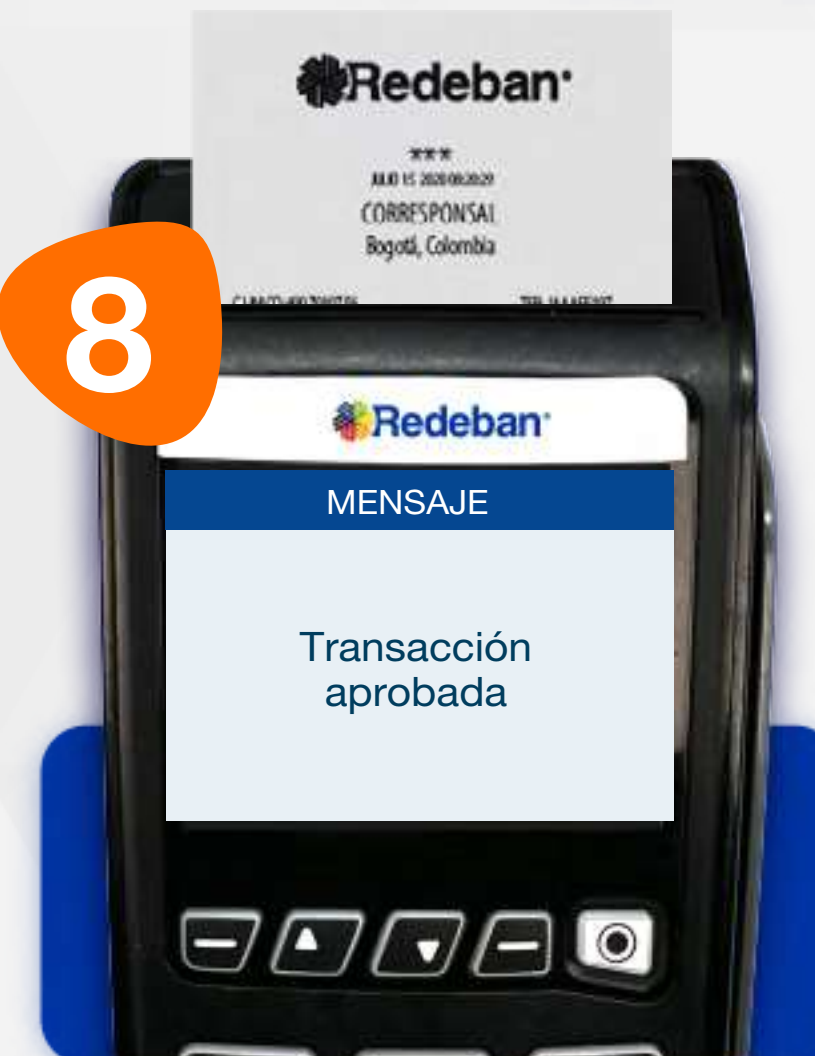 Redeban
***
JULIO 15 2020
CORRESPONSAL
Bogotá, Colombia
8
Redeban
MENSAJE
Transacción
aprobada